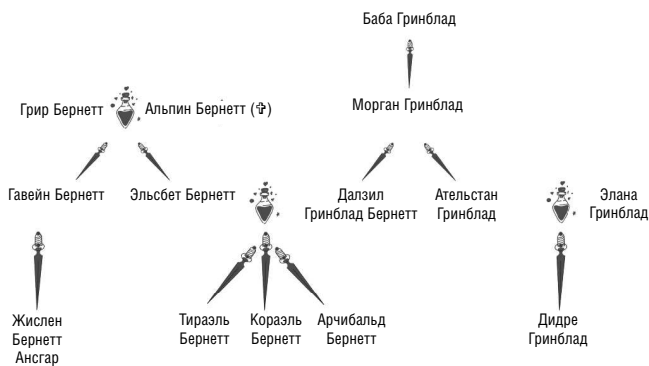 Баба Гринблад
Грир Бернетт
Альпин Бернетт (✞)
Морган Гринблад
Гавейн Бернетт
Эльсбет Бернетт
Далзил
Гринблад Бернетт
Ательстан
Гринблад
Элана
Гринблад
Жислен
Бернетт
Ансгар
Тираэль
Бернетт
Кораэль
Бернетт
Арчибальд
Бернетт
Дидре
Гринблад